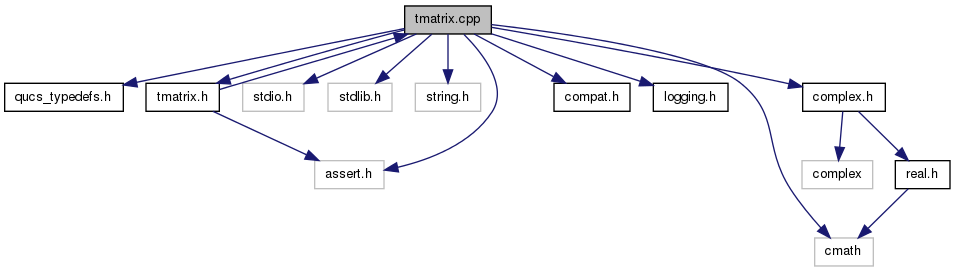 tmatrix.cpp
qucs_typedefs.h
tmatrix.h
stdio.h
stdlib.h
string.h
compat.h
logging.h
complex.h
assert.h
complex
real.h
cmath